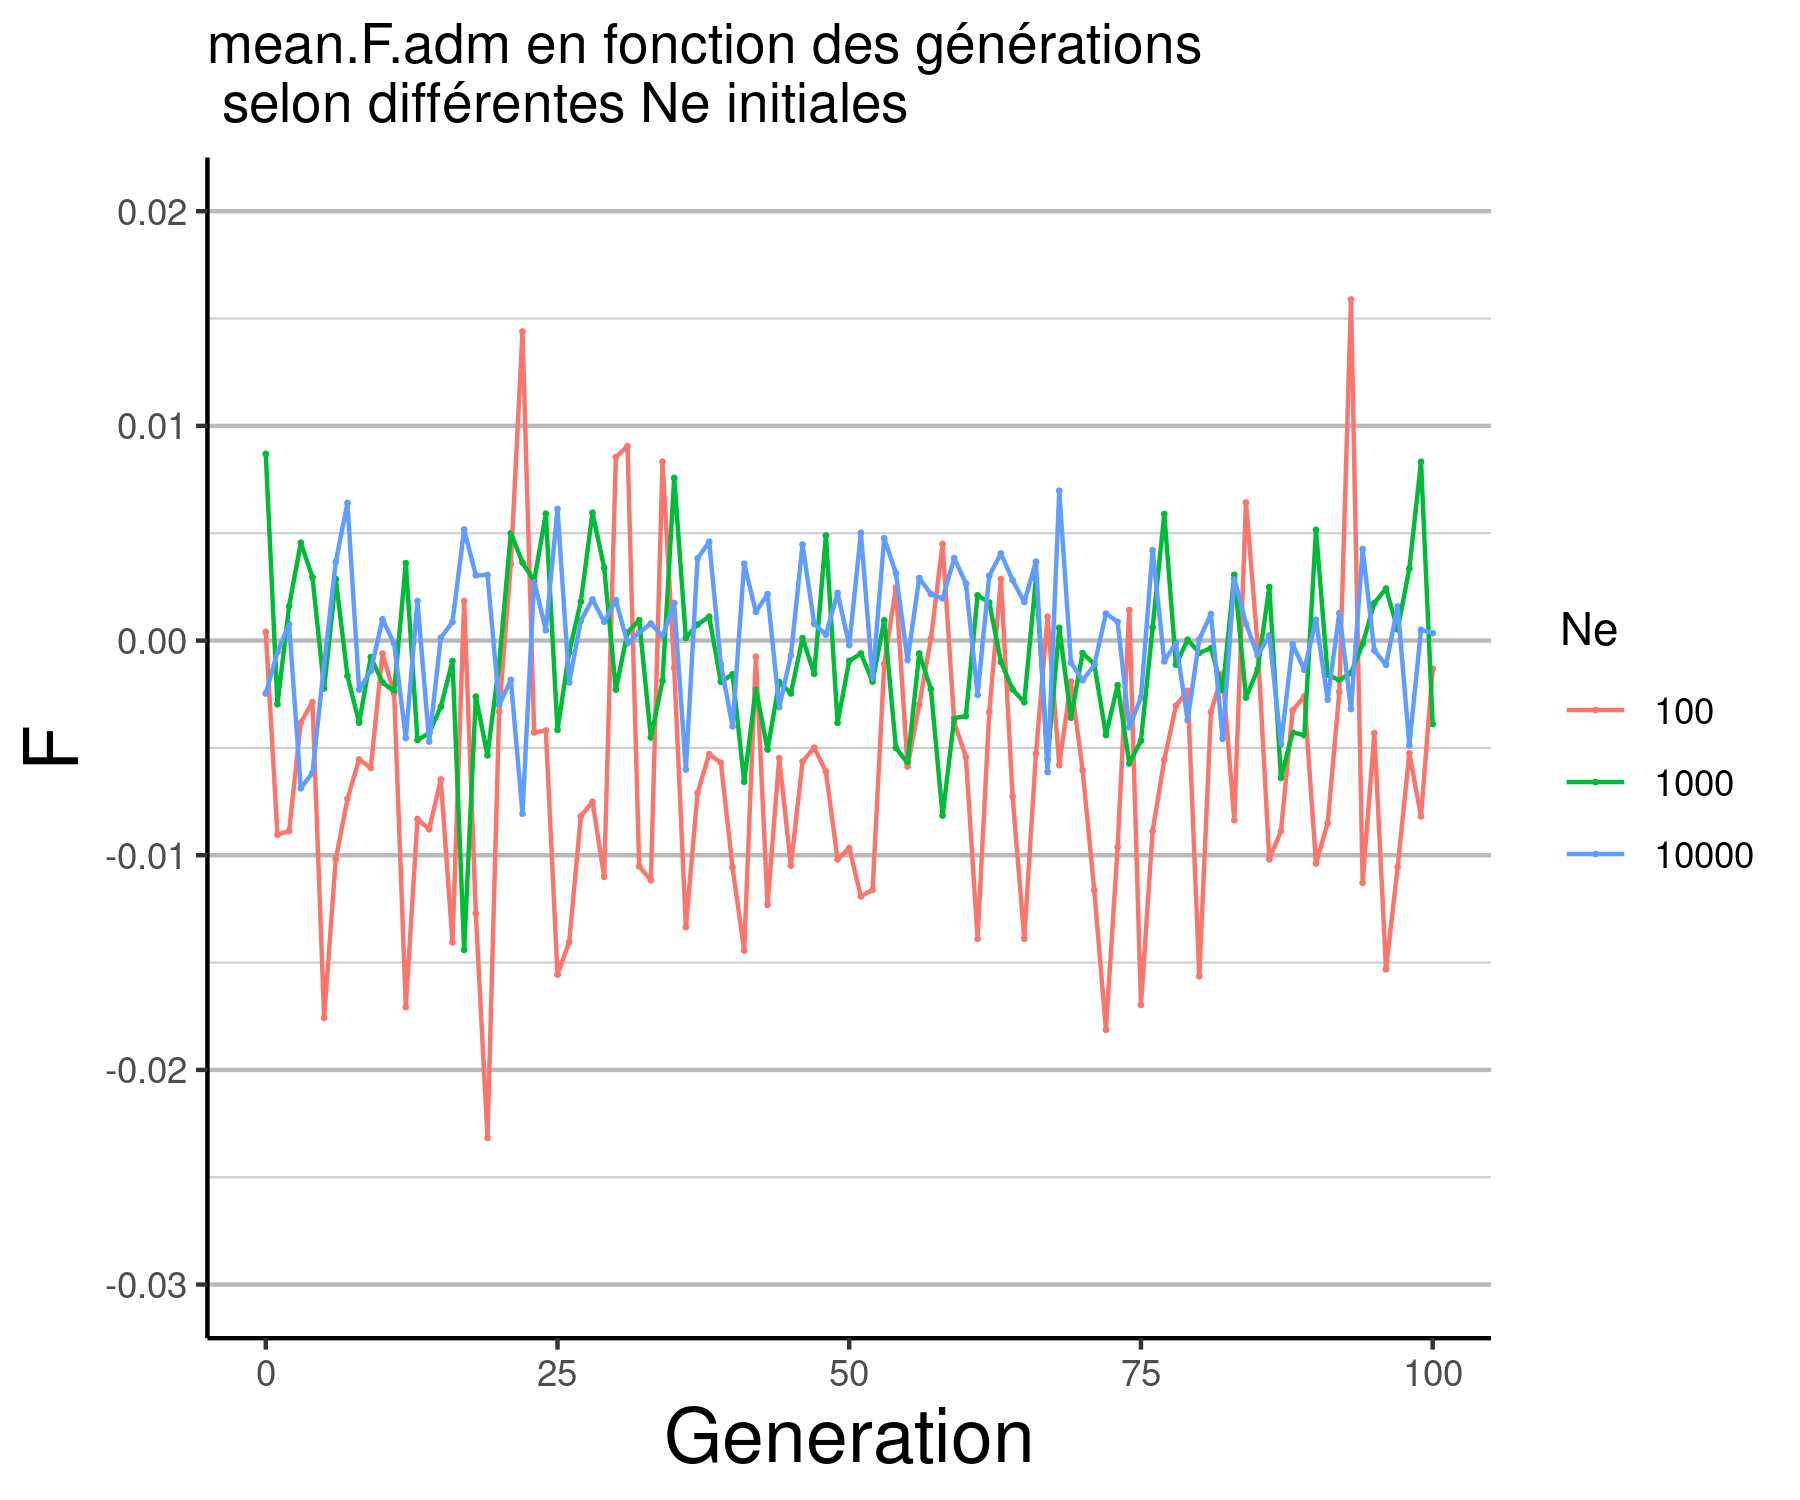 mean.F.adm en fonction des générations
selon différentes Ne initiales
0.02
0.01
0.00
-0.01
-0.02
-0.03
F
0 25 50 75 100
Generation
Ne
100
1000
10000